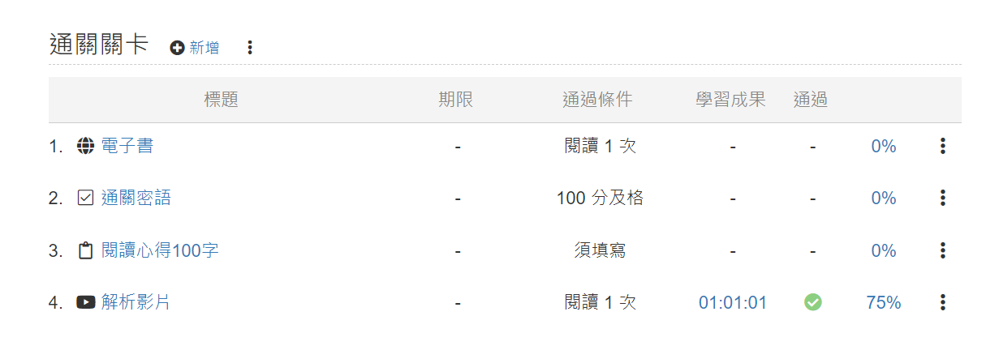 通關關卡 新增
標題 期限 通過條件 學習成果 通過
1. 電子書 - 閱讀 1 次 - - 0%
2. 通關密語 - 100 分及格 - - 0%
3. 閱讀心得100字 - 須填寫 - - 0%
4. 解析影片 - 閱讀 1 次 01:01:01 75%